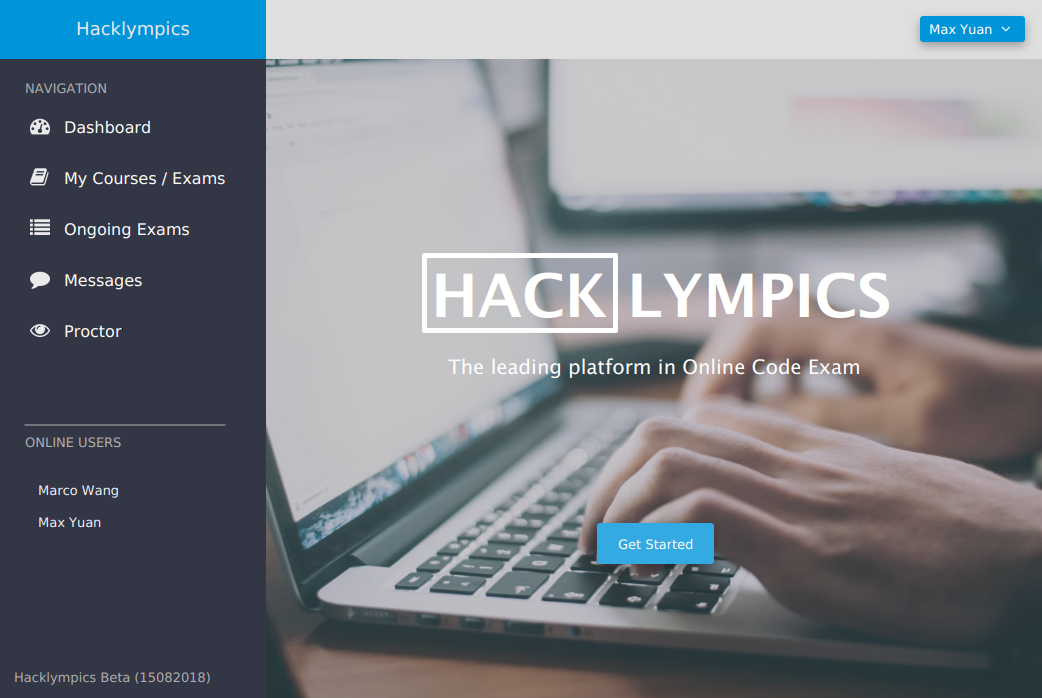 Hacklympics
Max Yuan
NAVIGATION
Dashboard
My Courses / Exams
Ongoing Exams
Messages
Proctor
ONLINE USERS
Marco Wang
Max Yuan
Hacklympics Beta (15082018)
HACK LYMPICS
The leading platform in Online Code Exam
Get Started